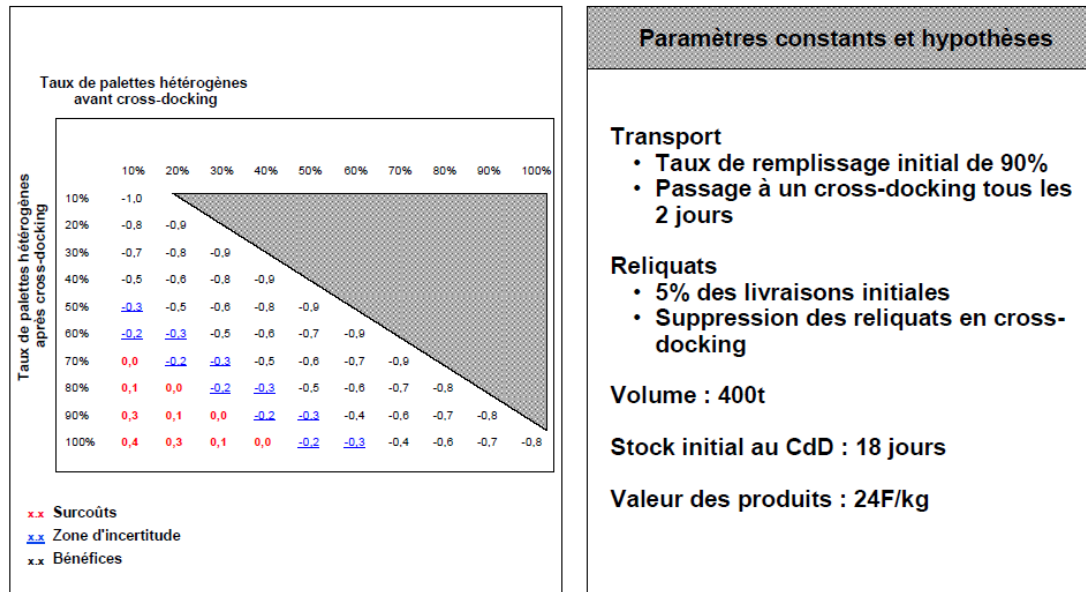 Taux de palettes hétérogènes
avant cross-docking
Taux de palettes hétérogènes
après cross-docking
10% 20% 30% 40% 50% 60% 70% 80% 90% 100%
10% -1,0
20% -0,8 -0,9
30% -0,7 -0,8 -0,9
40% -0,5 -0,6 -0,8 -0,9
50% -0,3 -0,5 -0,6 -0,8 -0,9
60% -0,2 -0,3 -0,5 -0,6 -0,7 -0,9
70% 0,0 -0,2 -0,3 -0,5 -0,6 -0,7 -0,9
80% 0,1 0,0 -0,2 -0,3 -0,5 -0,6 -0,7 -0,8
90% 0,3 0,1 0,0 -0,2 -0,3 -0,4 -0,6 -0,7 -0,8
100% 0,4 0,3 0,1 0,0 -0,2 -0,3 -0,4 -0,6 -0,7 -0,8
x.x Surcoûts
x.x Zone d'incertitude
x.x Bénéfices
Paramètres constants et hypothèses
Transport
• Taux de remplissage initial de 90%
• Passage à un cross-docking tous les
2 jours
Reliquats
• 5% des livraisons initiales
• Suppression des reliquats en cross-
docking
Volume : 400t
Stock initial au CdD : 18 jours
Valeur des produits : 24F/kg